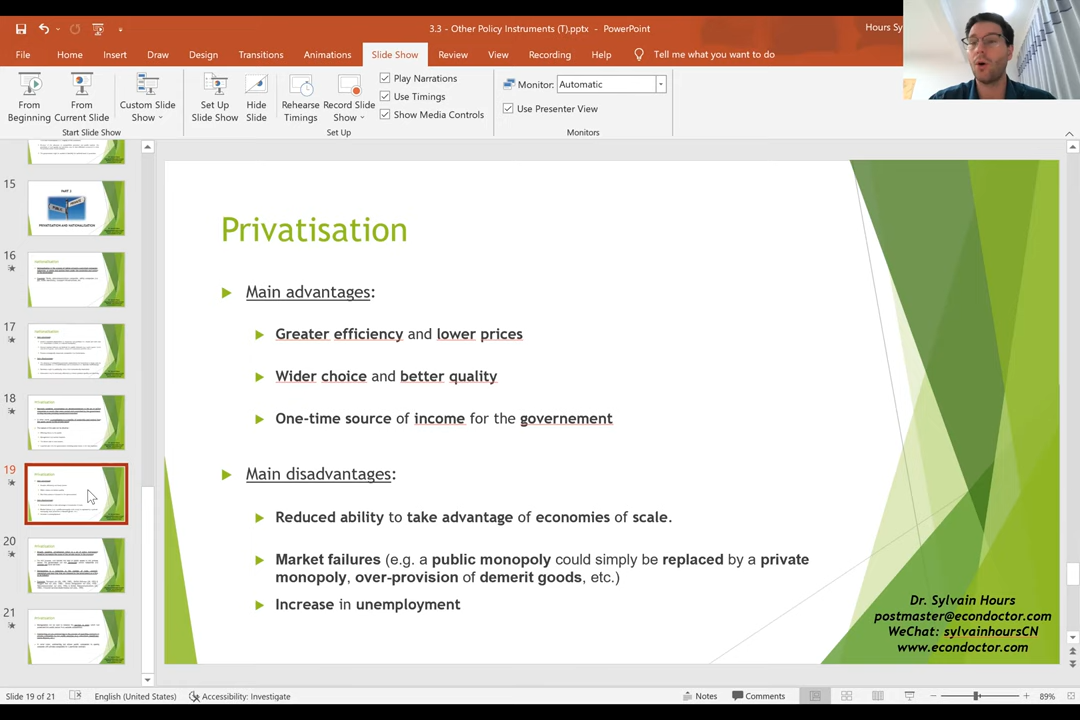 3.3 - Other Policy Instruments (T).pptx - PowerPoint
Hours Sy
File Home Insert Draw Design Transitions Animations Slide Show Review View Recording Help Tell me what you want to do
From Beginning
From Current Slide
Custom Slide Show
Set Up Slide Show
Hide Slide
Rehearse Timings
Record Slide Show
Play Narrations
Use Timings
Show Media Controls
Monitor: Automatic
Use Presenter View
Start Slide Show
Set Up
Monitors
15
16
17
18
19
20
21
Privatisation
Main advantages:
Greater efficiency and lower prices
Wider choice and better quality
One-time source of income for the governement
Main disadvantages:
Reduced ability to take advantage of economies of scale.
Market failures (e.g. a public monopoly could simply be replaced by a private
monopoly, over-provision of demerit goods, etc.)
Increase in unemployment
Dr. Sylvain Hours
postmaster@econdoctor.com
WeChat: sylvainhoursCN
www.econdoctor.com
Slide 19 of 21 English (United States) Accessibility: Investigate Notes Comments 89%